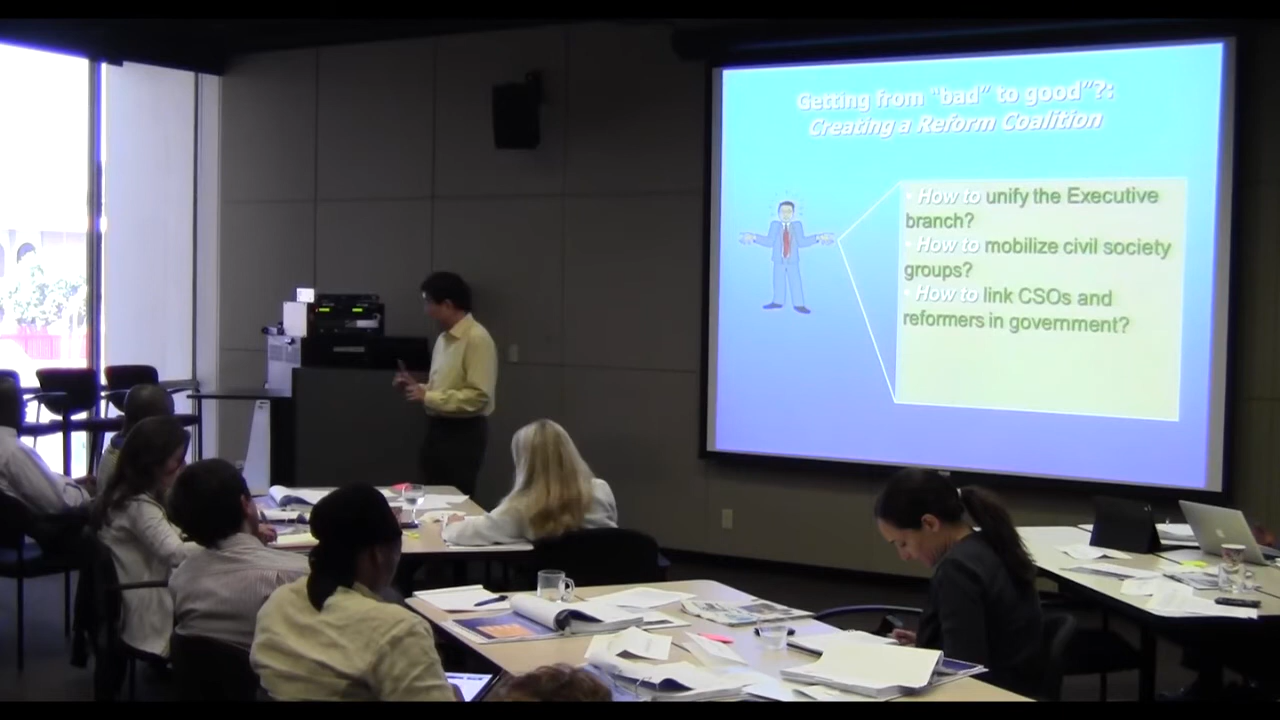 Getting from "bad" to good"?:
Creating a Reform Coalition
• How to unify the Executive
branch?
• How to mobilize civil society
groups?
• How to link CSOs and
reformers in government?